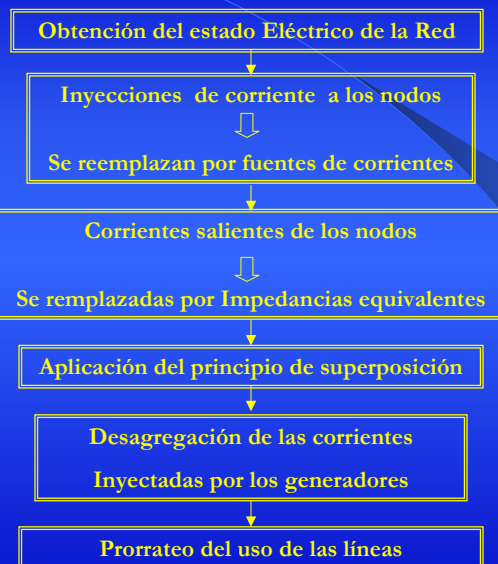 Obtención del estado Eléctrico de la Red
Inyecciones de corriente a los nodos
Se reemplazan por fuentes de corrientes
Corrientes salientes de los nodos
Se remplazadas por Impedancias equivalentes
Aplicación del principio de superposición
Desagregación de las corrientes
Inyectadas por los generadores
Prorrateo del uso de las líneas